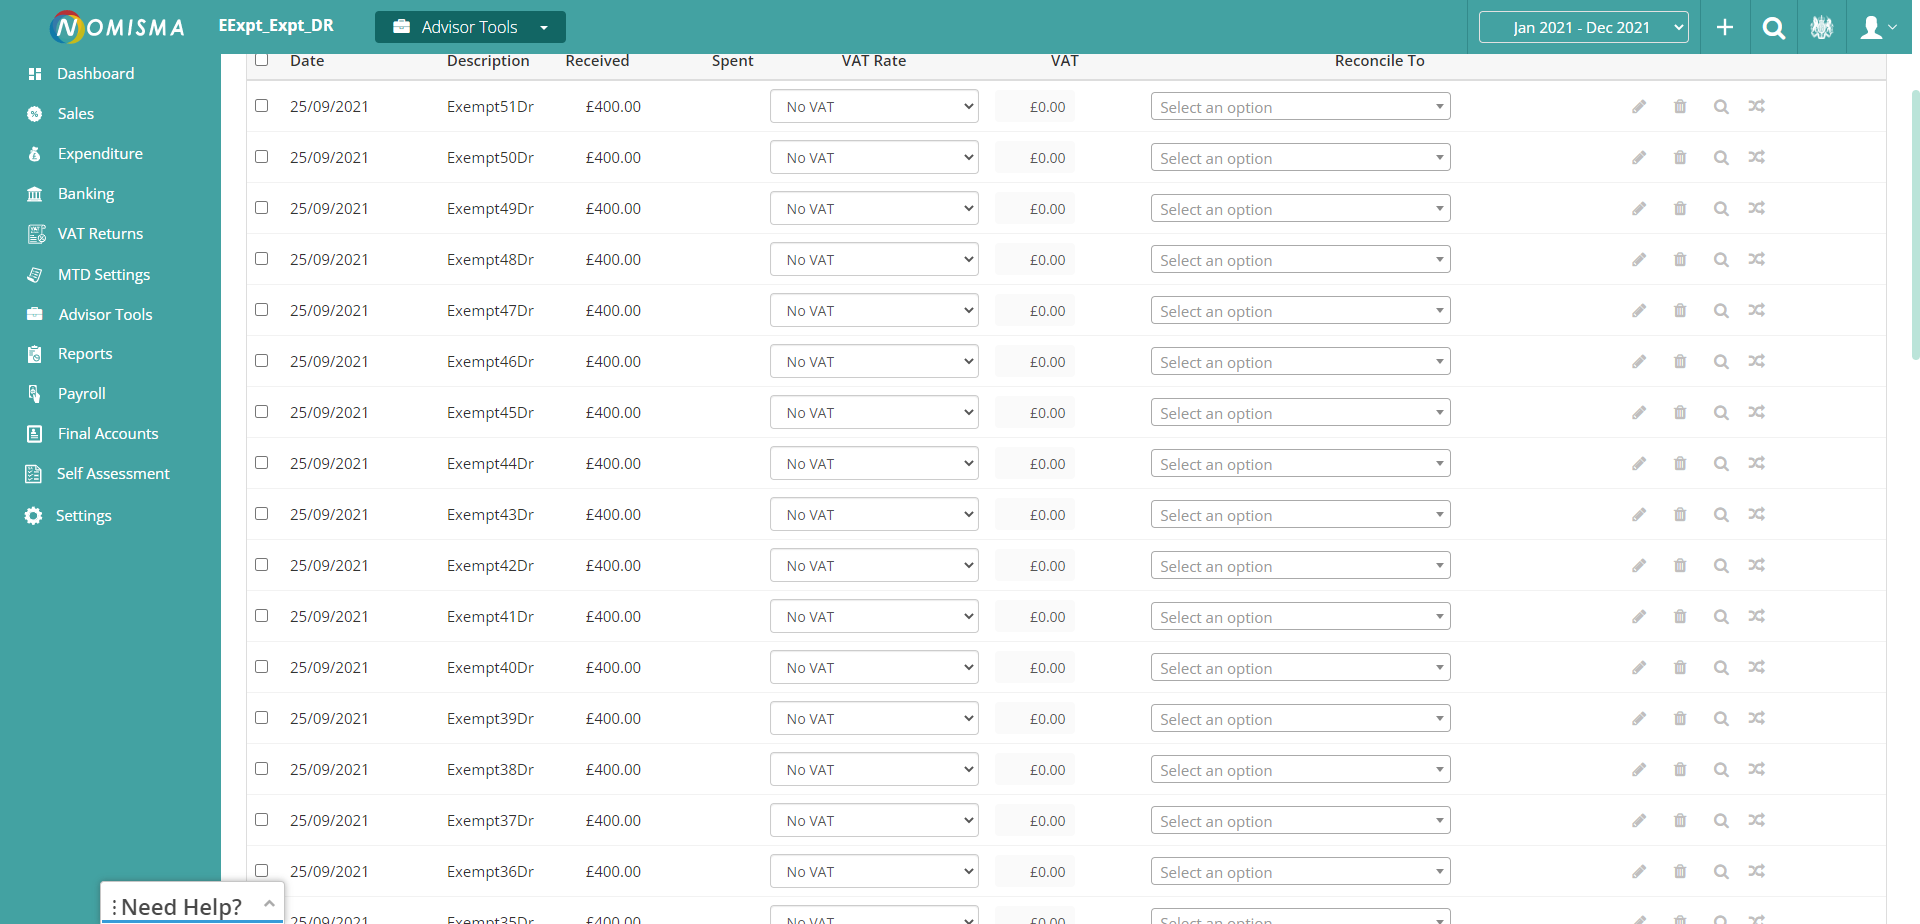 NOMISMA EExpt_Expt_DR Advisor Tools Jan 2021 - Dec 2021
Dashboard
Sales
Expenditure
Banking
VAT Returns
MTD Settings
Advisor Tools
Reports
Payroll
Final Accounts
Self Assessment
Settings
Date Description Received Spent VAT Rate VAT Reconcile To
25/09/2021 Exempt51Dr £400.00 No VAT £0.00 Select an option
25/09/2021 Exempt50Dr £400.00 No VAT £0.00 Select an option
25/09/2021 Exempt49Dr £400.00 No VAT £0.00 Select an option
25/09/2021 Exempt48Dr £400.00 No VAT £0.00 Select an option
25/09/2021 Exempt47Dr £400.00 No VAT £0.00 Select an option
25/09/2021 Exempt46Dr £400.00 No VAT £0.00 Select an option
25/09/2021 Exempt45Dr £400.00 No VAT £0.00 Select an option
25/09/2021 Exempt44Dr £400.00 No VAT £0.00 Select an option
25/09/2021 Exempt43Dr £400.00 No VAT £0.00 Select an option
25/09/2021 Exempt42Dr £400.00 No VAT £0.00 Select an option
25/09/2021 Exempt41Dr £400.00 No VAT £0.00 Select an option
25/09/2021 Exempt40Dr £400.00 No VAT £0.00 Select an option
25/09/2021 Exempt39Dr £400.00 No VAT £0.00 Select an option
25/09/2021 Exempt38Dr £400.00 No VAT £0.00 Select an option
25/09/2021 Exempt37Dr £400.00 No VAT £0.00 Select an option
25/09/2021 Exempt36Dr £400.00 No VAT £0.00 Select an option
25/09/2021 Exempt35Dr £400.00 No VAT £0.00 Select an option
Need Help?